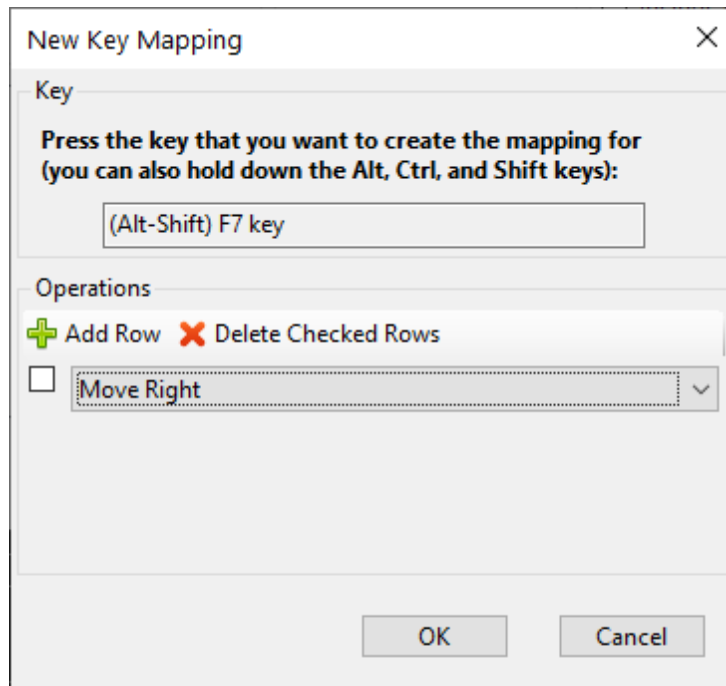 New Key Mapping
Key
Press the key that you want to create the mapping for
(you can also hold down the Alt, Ctrl, and Shift keys):
(Alt-Shift) F7 key
Operations
Add Row Delete Checked Rows
Move Right
OK Cancel